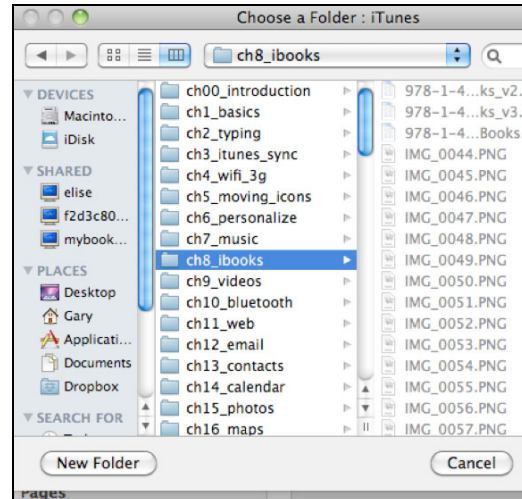 Choose a Folder : iTunes
ch8_ibooks
DEVICES
Macinto...
iDisk
SHARED
elise
f2d3c80...
mybook...
PLACES
Desktop
Gary
Applicati...
Documents
Dropbox
SEARCH FOR
ch00_introduction
ch1_basics
ch2_typing
ch3_itunes_sync
ch4_wifi_3g
ch5_moving_icons
ch6_personalize
ch7_music
ch8_ibooks
ch9_videos
ch10_bluetooth
ch11_web
ch12_email
ch13_contacts
ch14_calendar
ch15_photos
ch16_maps
978-1-4...ks_v2.
978-1-4...ks_v3.
978-1-4...Books.
IMG_0044.PNG
IMG_0045.PNG
IMG_0046.PNG
IMG_0047.PNG
IMG_0048.PNG
IMG_0049.PNG
IMG_0050.PNG
IMG_0051.PNG
IMG_0052.PNG
IMG_0053.PNG
IMG_0054.PNG
IMG_0055.PNG
IMG_0056.PNG
IMG_0057.PNG
New Folder
Cancel
Pages